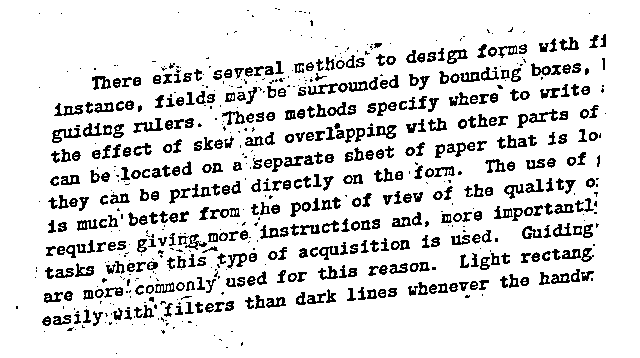 There exist several methods to design forms with fi
instance, fields may be surrounded by bounding boxes, l
guiding rulers. These methods specify where to write a
the effect of skew and overlapping with other parts of
can be located on a separate sheet of paper that is loc
they can be printed directly on the form. The use of g
is much better from the point of view of the quality of
requires giving more instructions and, more importantly
tasks where this type of acquisition is used. Guiding
are more commonly used for this reason. Light rectang
easily with filters than dark lines whenever the handw